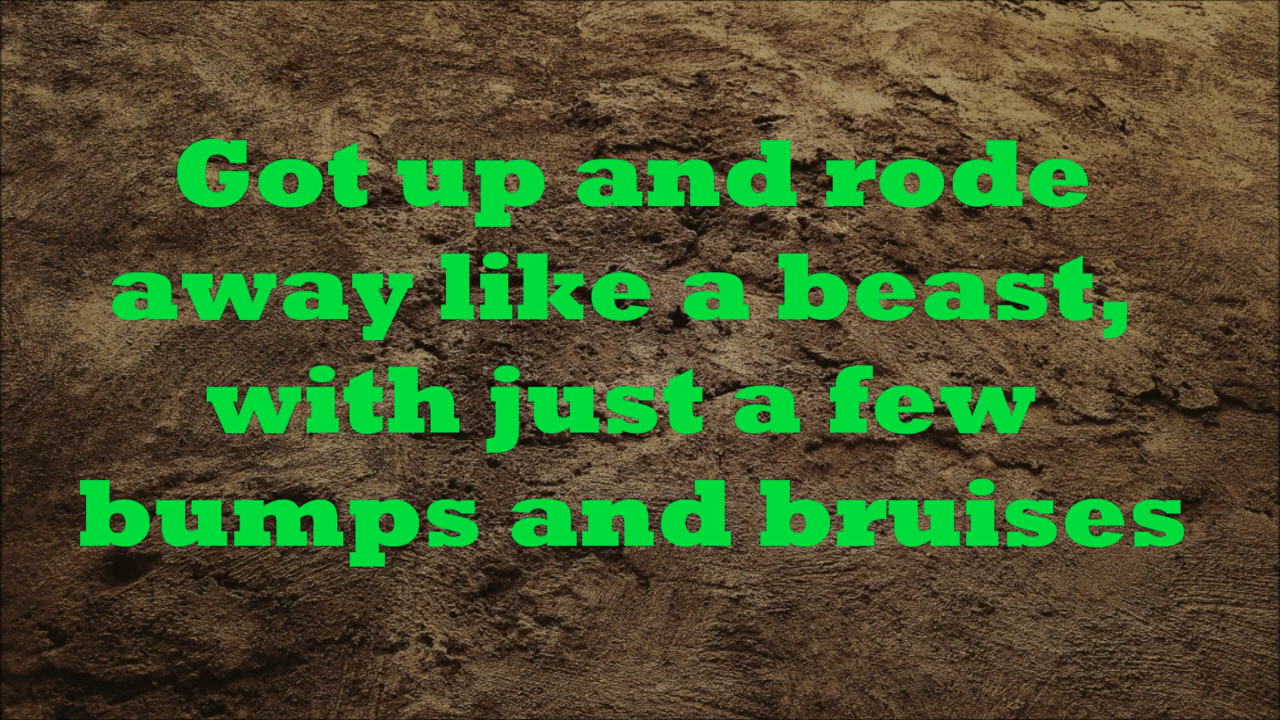 Got up and rode
away like a beast,
with just a few
bumps and bruises